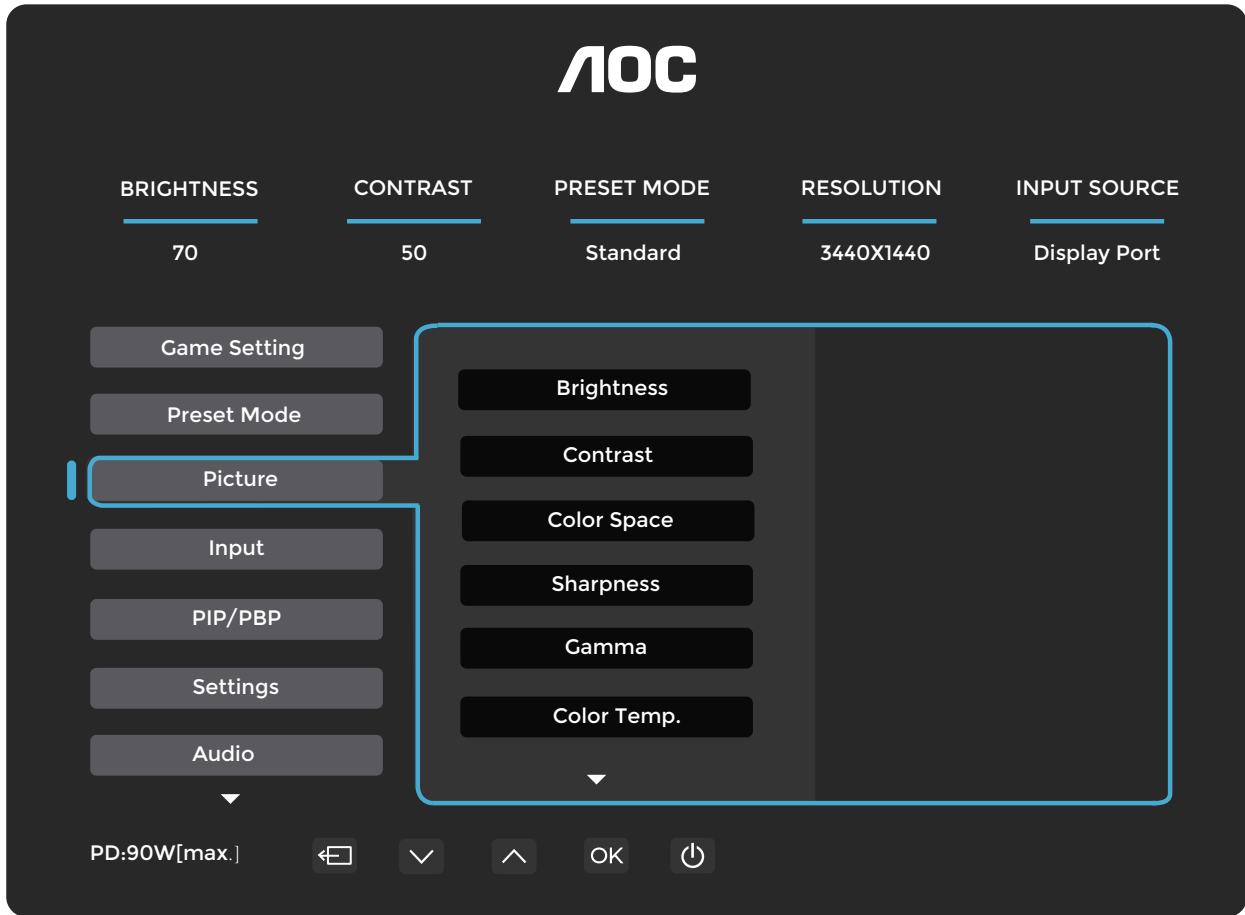 AOC
BRIGHTNESS CONTRAST PRESET MODE RESOLUTION INPUT SOURCE
70 50 Standard 3440X1440 Display Port
Game Setting
Preset Mode
Picture
Input
PIP/PBP
Settings
Audio
Brightness
Contrast
Color Space
Sharpness
Gamma
Color Temp.
PD:90W[max.]
OK